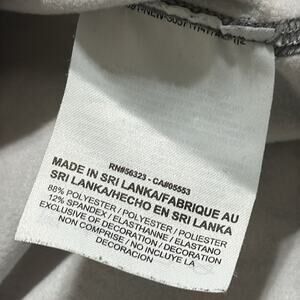 RN#56323 - CA#05553
MADE IN SRI LANKA/FABRIQUE AU
SRI LANKA/HECHO EN SRI LANKA
88% POLYESTER / POLYESTER / POLIESTER
12% SPANDEX / ELASTHANNE / ELASTANO
EXCLUSIVE OF DECORATION / DECORATION
NON COMPRISE / NO INCLUYE LA
DECORACION